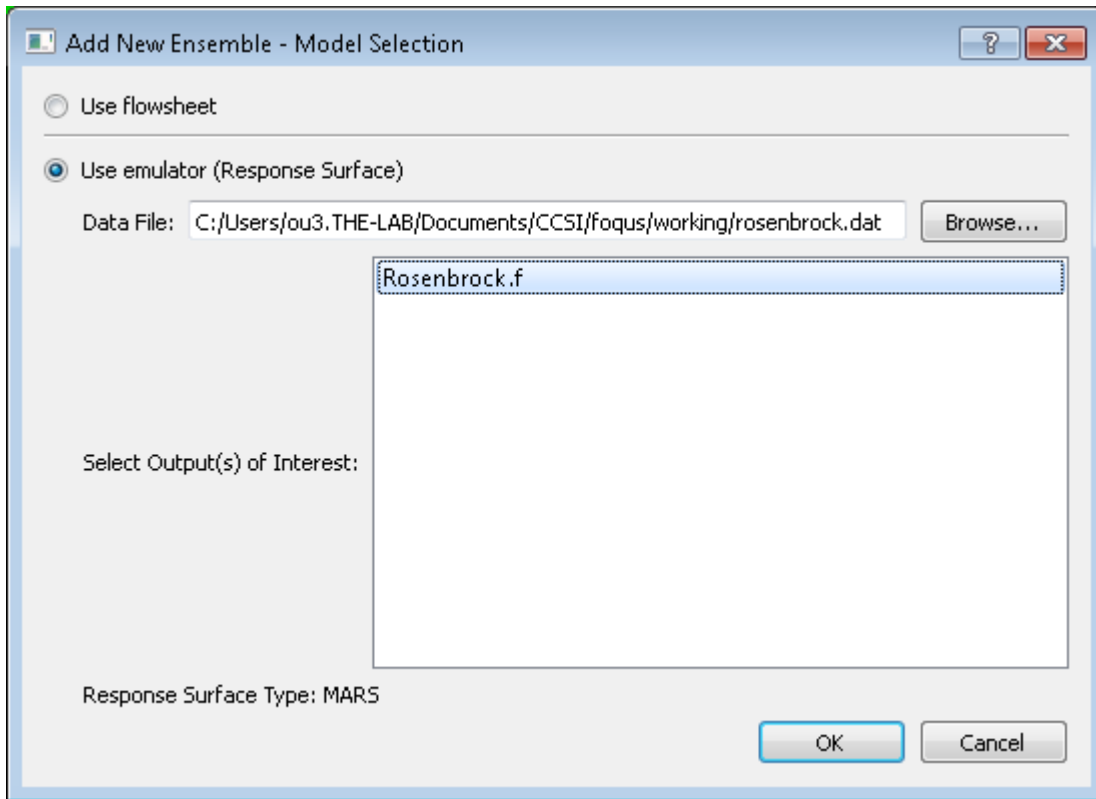 Add New Ensemble - Model Selection
Use flowsheet
Use emulator (Response Surface)
Data File: C:/Users/ou3.THE-LAB/Documents/CCSI/foqus/working/rosenbrock.dat Browse...
Rosenbrock.f
Select Output(s) of Interest:
Response Surface Type: MARS
OK Cancel